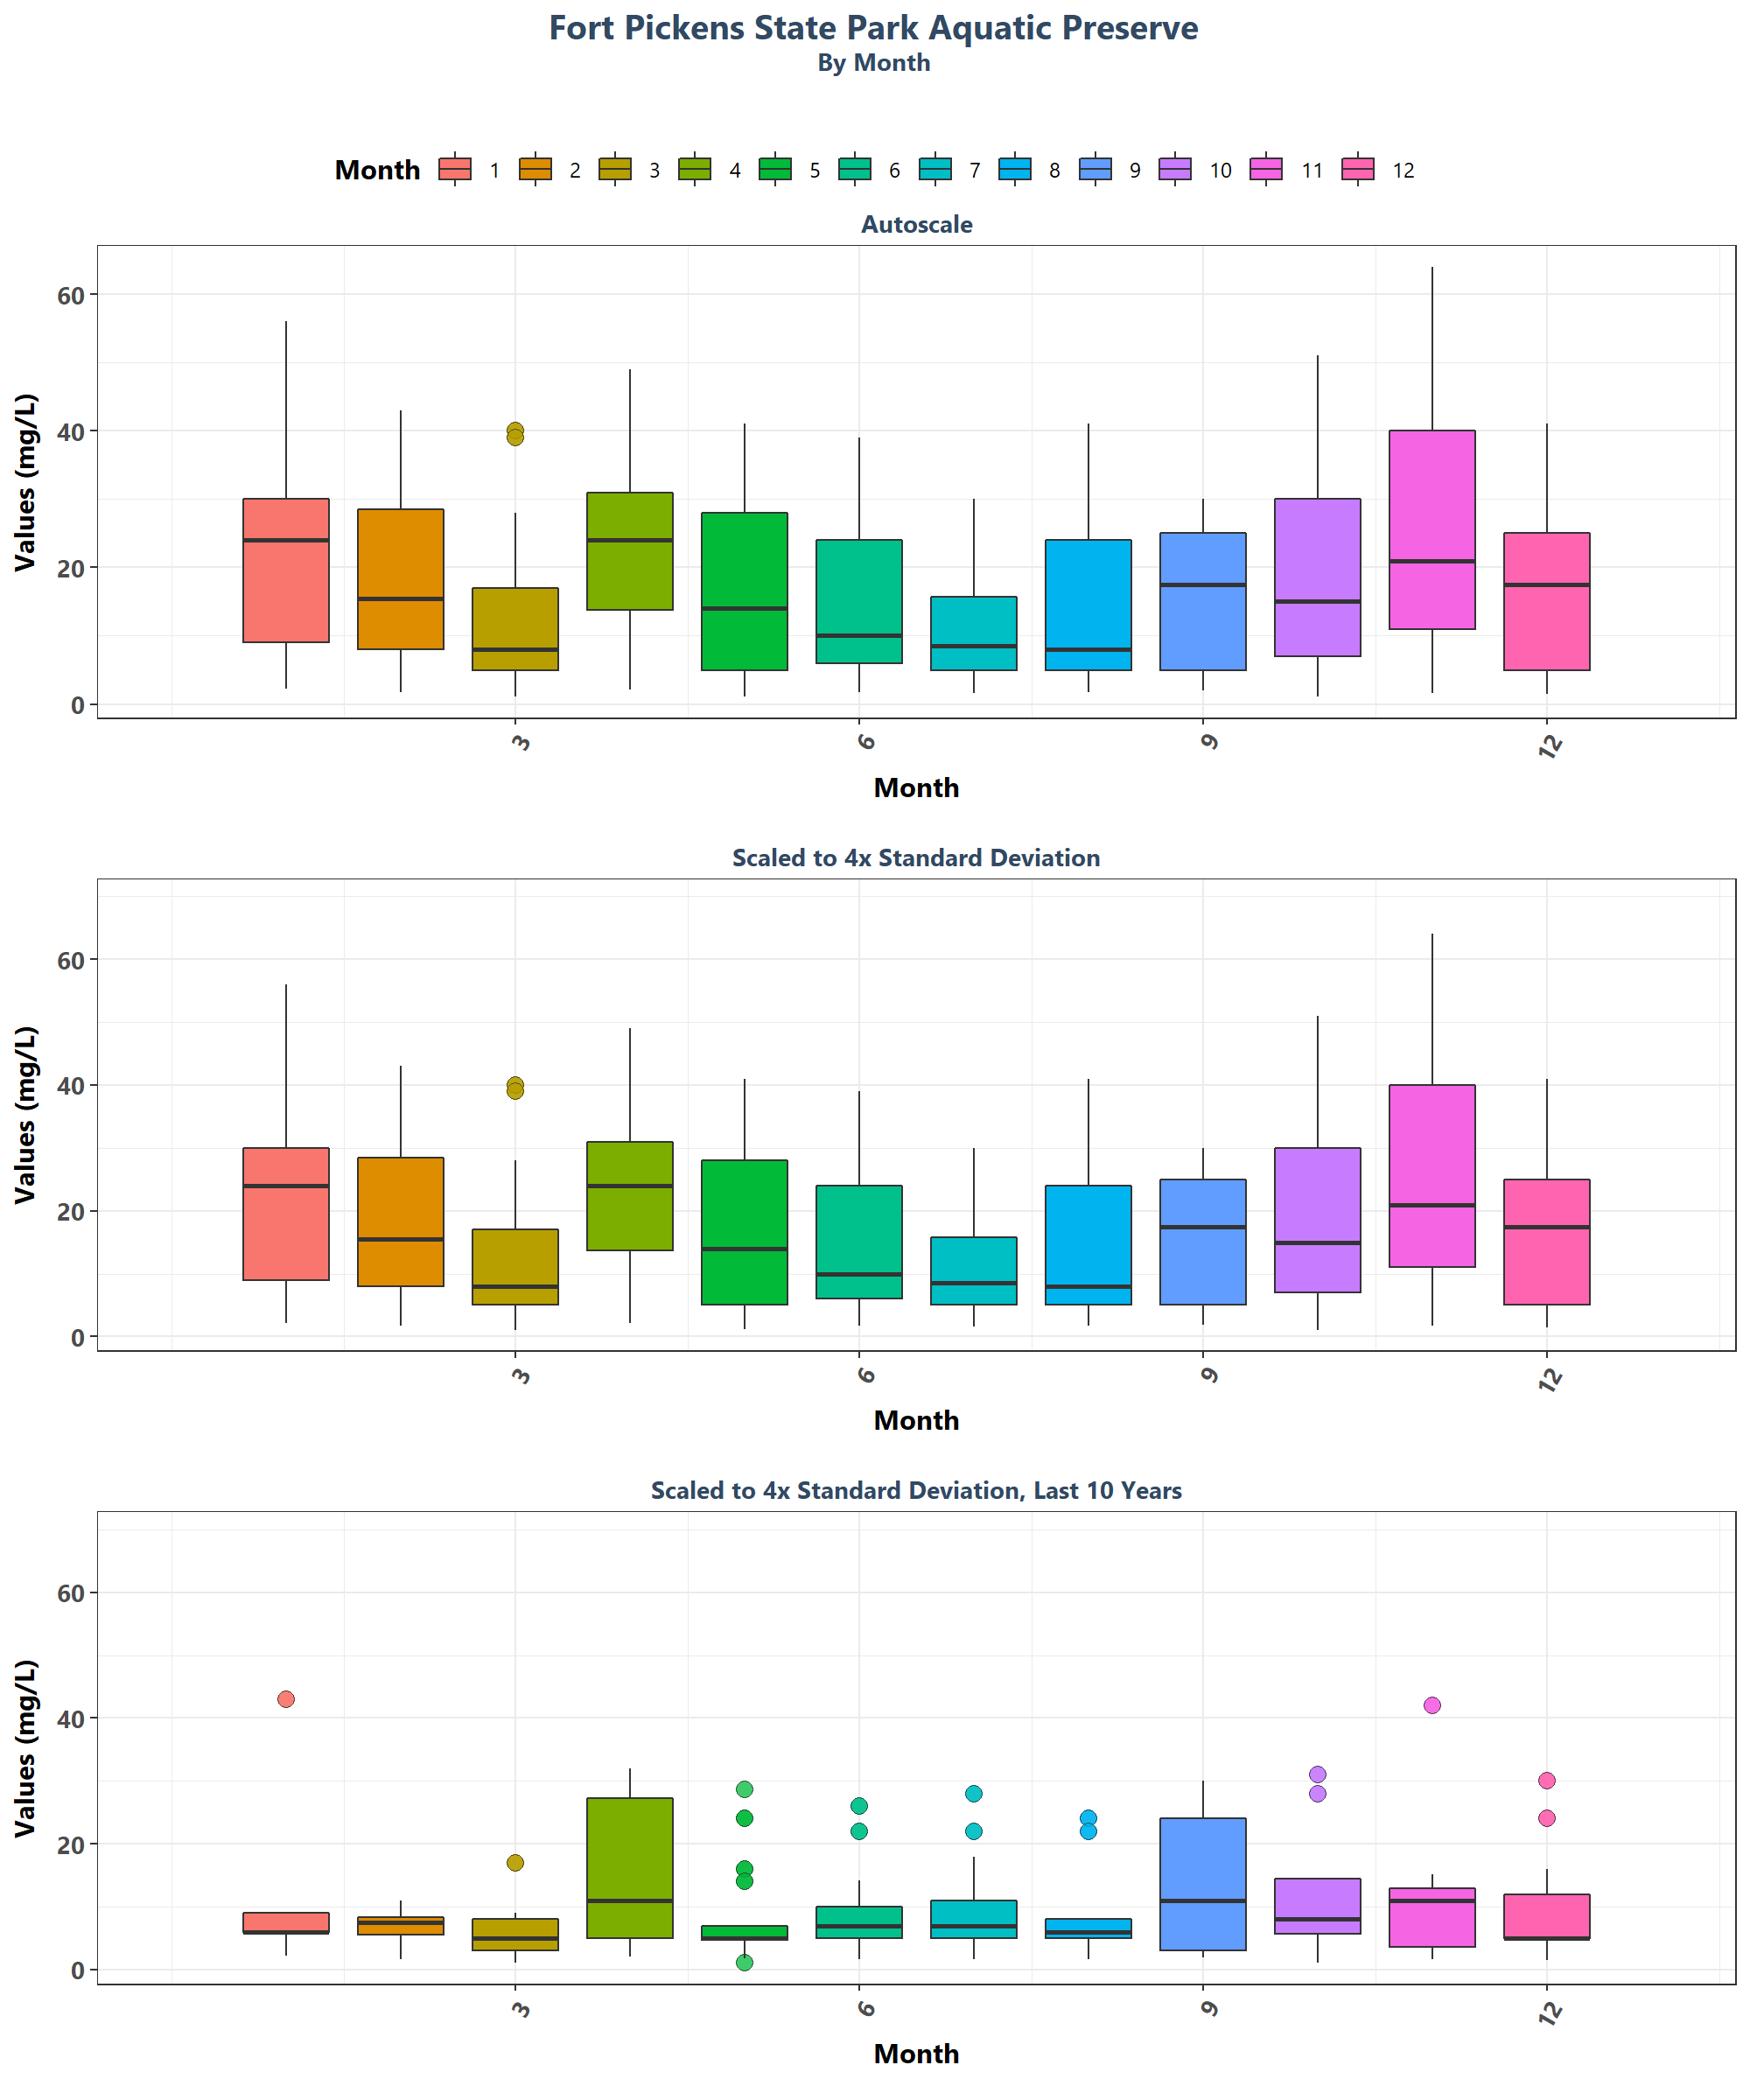 Fort Pickens State Park Aquatic Preserve
By Month
Month 1 2 3 4 5 6 7 8 9 10 11 12
Autoscale
Values (mg/L)
60
40
20
0
3 6 9 12
Month
Scaled to 4x Standard Deviation
Values (mg/L)
60
40
20
0
3 6 9 12
Month
Scaled to 4x Standard Deviation, Last 10 Years
Values (mg/L)
60
40
20
0
3 6 9 12
Month